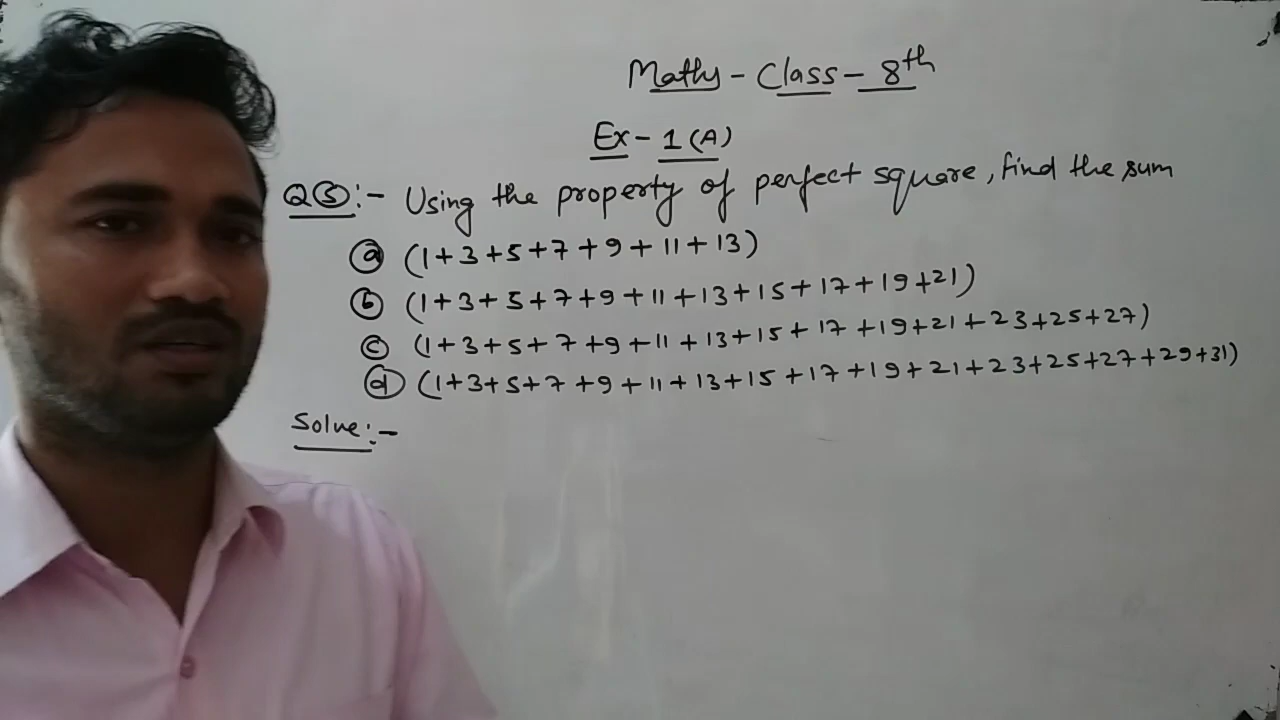 Maths - Class - 8th
Ex - 1 (A)
Q5 :- Using the property of perfect square, find the sum
a (1+3+5+7+9+11+13)
b (1+3+5+7+9+11+13+15+17+19+21)
c (1+3+5+7+9+11+13+15+17+19+21+23+25+27)
d (1+3+5+7+9+11+13+15+17+19+21+23+25+27+29+31)
Solve :-